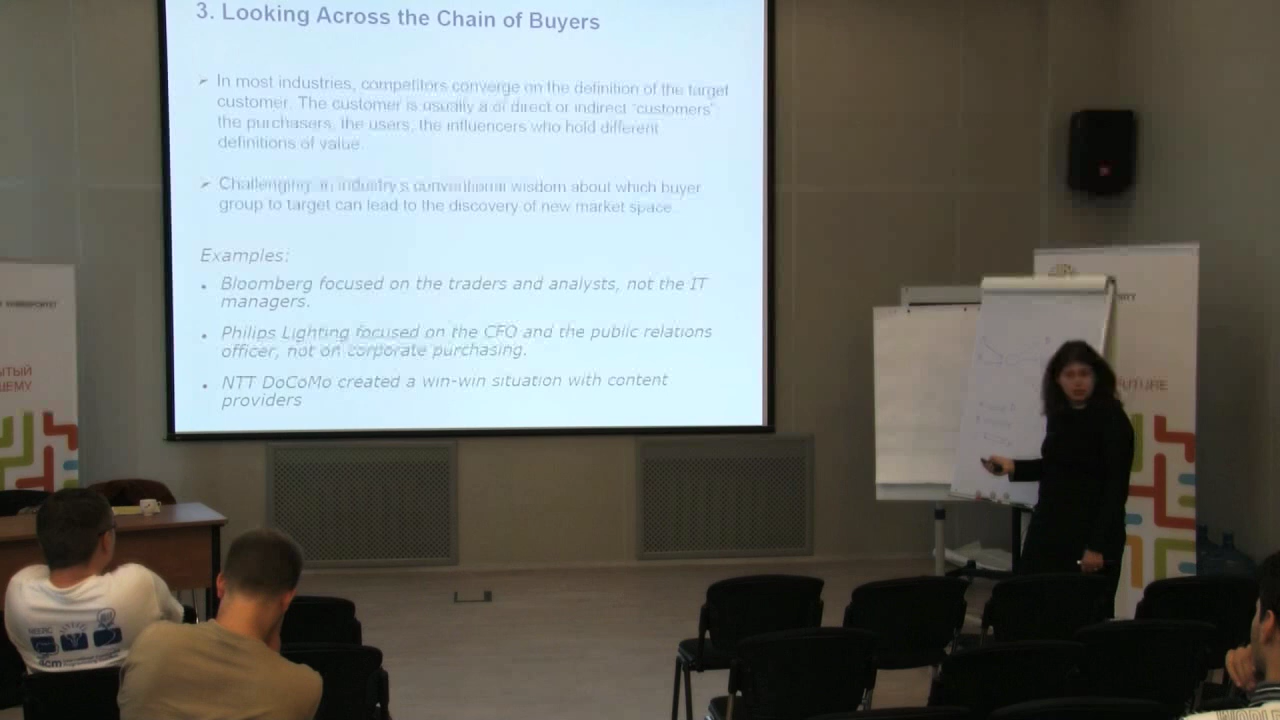 3. Looking Across the Chain of Buyers
In most industries, competitors converge on the definition of the target
customer. The customer is usually a of direct or indirect "customers":
the purchasers, the users, the influencers who hold different
definitions of value.
Challenging an industry's conventional wisdom about which buyer
group to target can lead to the discovery of new market space.
Examples:
Bloomberg focused on the traders and analysts, not the IT
managers.
Philips Lighting focused on the CFO and the public relations
officer, not on corporate purchasing.
NTT DoCoMo created a win-win situation with content
providers
FUTURE
acm